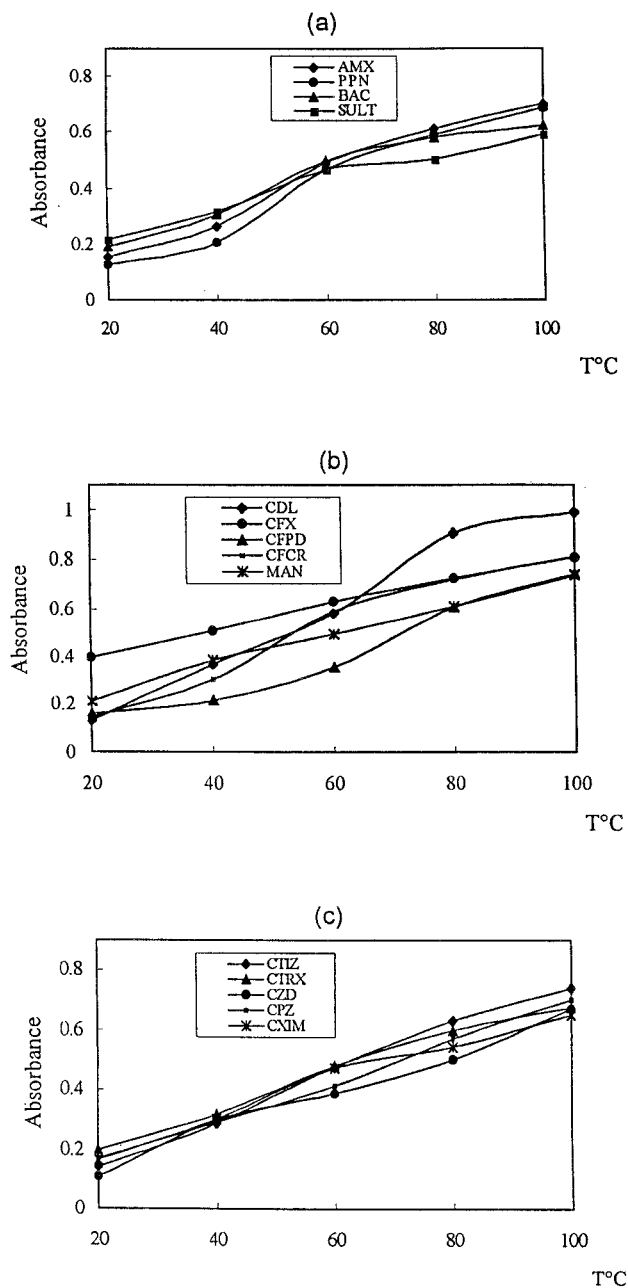 (a)
AMX
PPN
BAC
SULT
0.8
0.6
0.4
0.2
0
Absorbance
20 40 60 80 100
T°C
(b)
CDL
CFX
CFPD
CFCR
MAN
1
0.8
0.6
0.4
0.2
0
Absorbance
20 40 60 80 100
T°C
(c)
CTIZ
CTRX
CZD
CPZ
CXIM
0.8
0.6
0.4
0.2
0
Absorbance
20 40 60 80 100
T°C